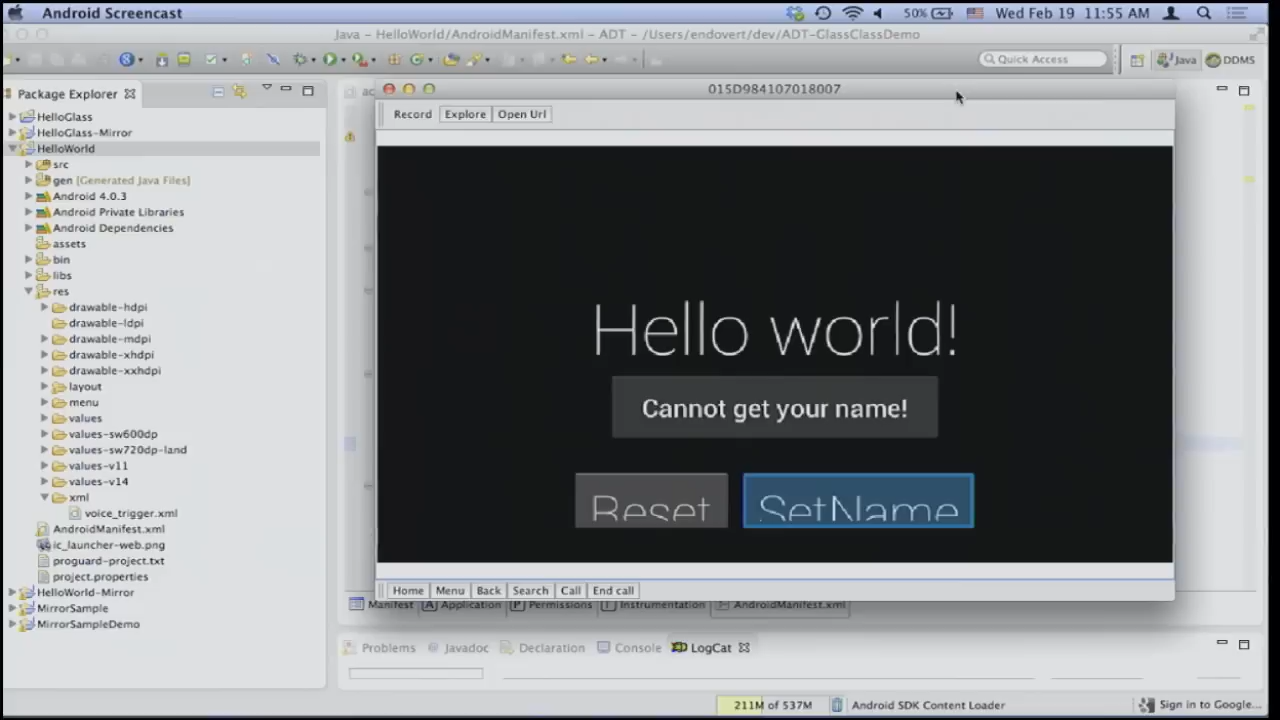 Android Screencast
50%
Wed Feb 19 11:55 AM
Java – HelloWorld/AndroidManifest.xml – ADT – /Users/endovert/dev/ADT-GlassClassDemo
Quick Access
Java
DDMS
Package Explorer
015D984107018007
Record Explore Open Url
HelloGlass
HelloGlass-Mirror
HelloWorld
src
gen [Generated Java Files]
Android 4.0.3
Android Private Libraries
Android Dependencies
assets
bin
libs
res
drawable-hdpi
drawable-ldpi
drawable-mdpi
drawable-xhdpi
drawable-xxhdpi
layout
menu
values
values-sw600dp
values-sw720dp-land
values-v11
values-v14
xml
voice_trigger.xml
AndroidManifest.xml
ic_launcher-web.png
proguard-project.txt
project.properties
HelloWorld-Mirror
MirrorSample
MirrorSampleDemo
Hello world!
Cannot get your name!
Reset SetName
Home Menu Back Search Call End call
Manifest Application Permissions Instrumentation AndroidManifest.xml
Problems Javadoc Declaration Console LogCat
211M of 537M
Android SDK Content Loader
Sign in to Google...